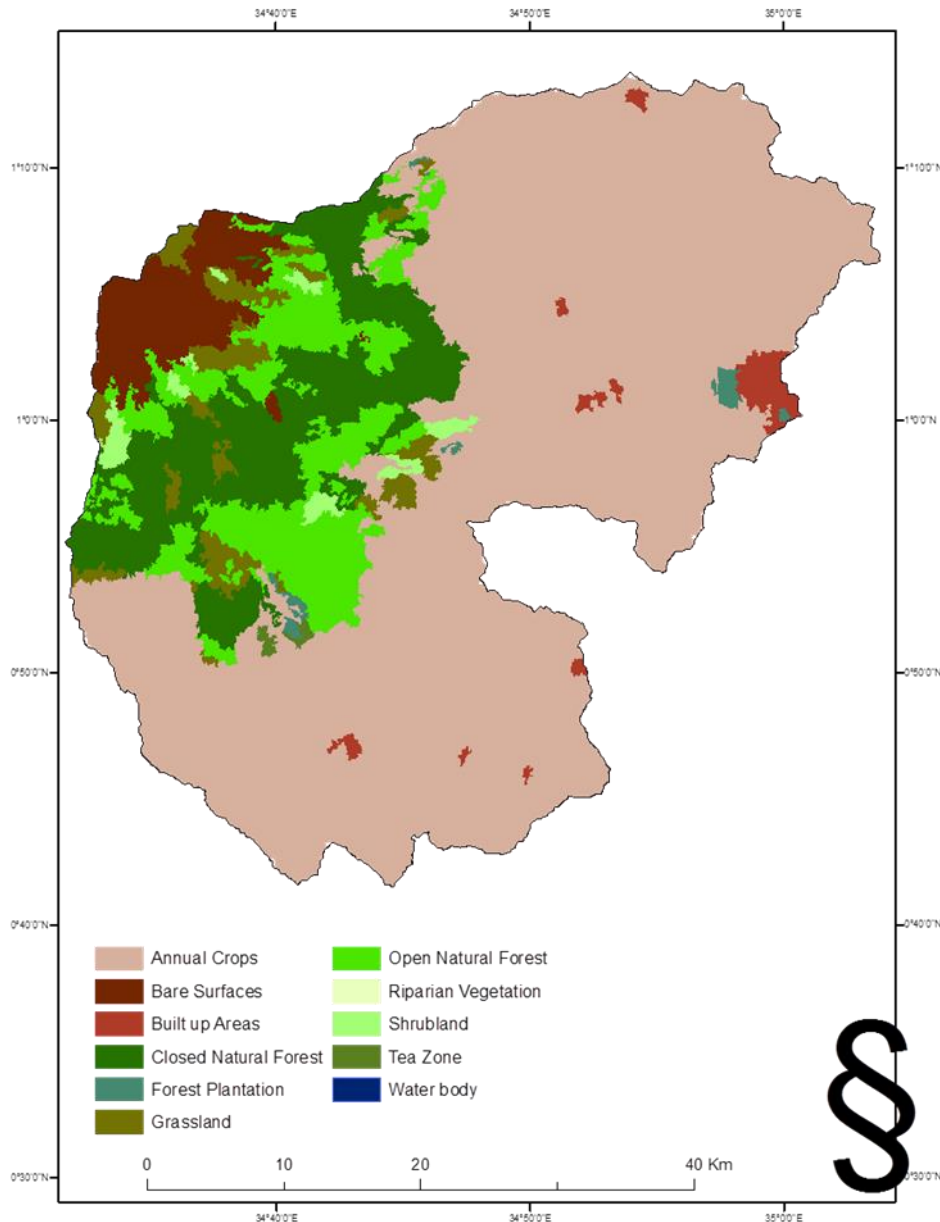 34°40'0"E 34°50'0"E 35°0'0"E
1°10'0"N 1°10'0"N
1°0'0"N 1°0'0"N
0°50'0"N 0°50'0"N
0°40'0"N 0°40'0"N
Annual Crops
Bare Surfaces
Built up Areas
Closed Natural Forest
Forest Plantation
Grassland
Open Natural Forest
Riparian Vegetation
Shrubland
Tea Zone
Water body
§
0 10 20 40 Km
0°30'0"N 0°30'0"N
34°40'0"E 34°50'0"E 35°0'0"E